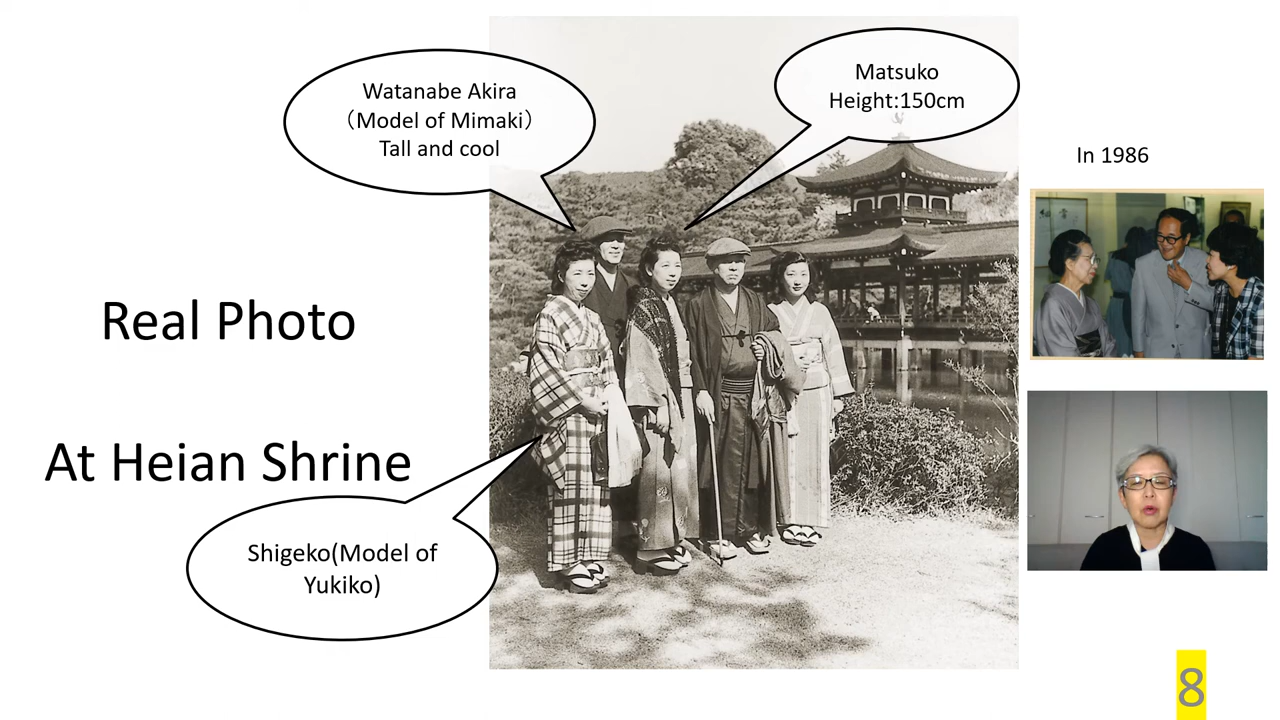 Watanabe Akira
（Model of Mimaki）
Tall and cool
Matsuko
Height:150cm
In 1986
Real Photo
At Heian Shrine
Shigeko(Model of
Yukiko)
8